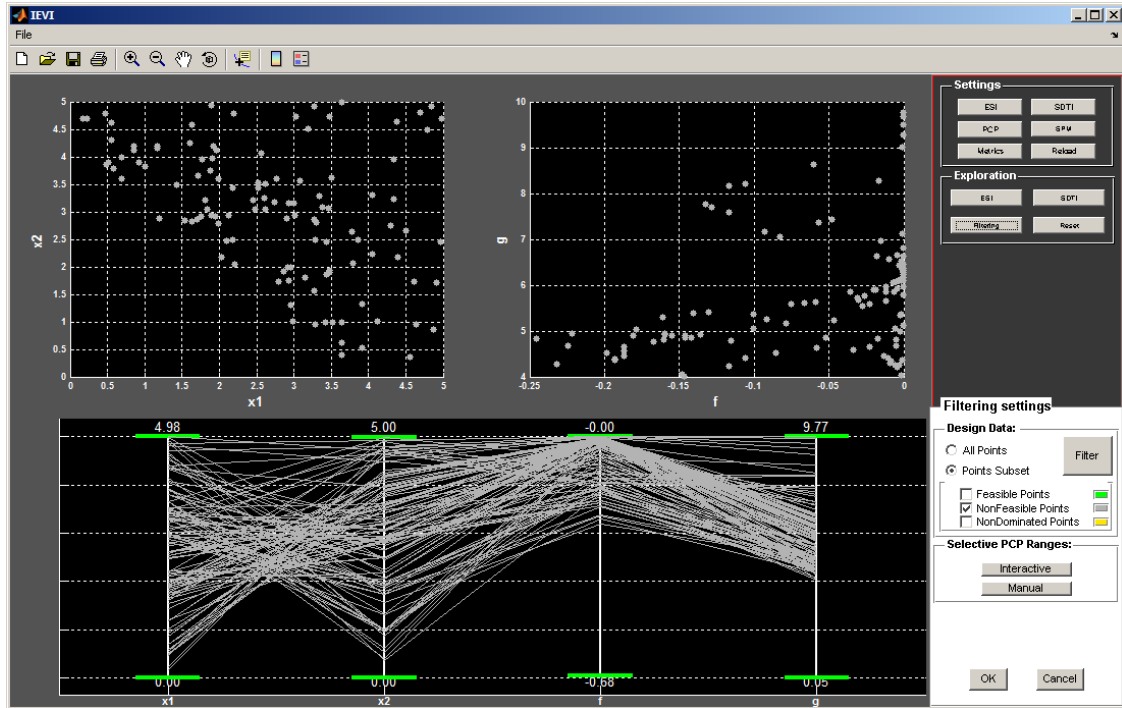 IEVI
File
5
4.5
4
3.5
3
2.5
2
1.5
1
0.5
0
x2
0 0.5 1 1.5 2 2.5 3 3.5 4 4.5 5
x1
10
9
8
7
6
5
4
g
-0.25 -0.2 -0.15 -0.1 -0.05 0
f
Settings
ESI SDTI
PCP SPM
Metrics Reload
Exploration
ESI SDTI
Filtering Reset
4.98 5.00 -0.00 9.77
0.00 0.00 -0.68 0.05
x1 x2 f g
Filtering settings
Design Data:
All Points
Points Subset
Filter
Feasible Points
NonFeasible Points
NonDominated Points
Selective PCP Ranges:
Interactive
Manual
OK Cancel